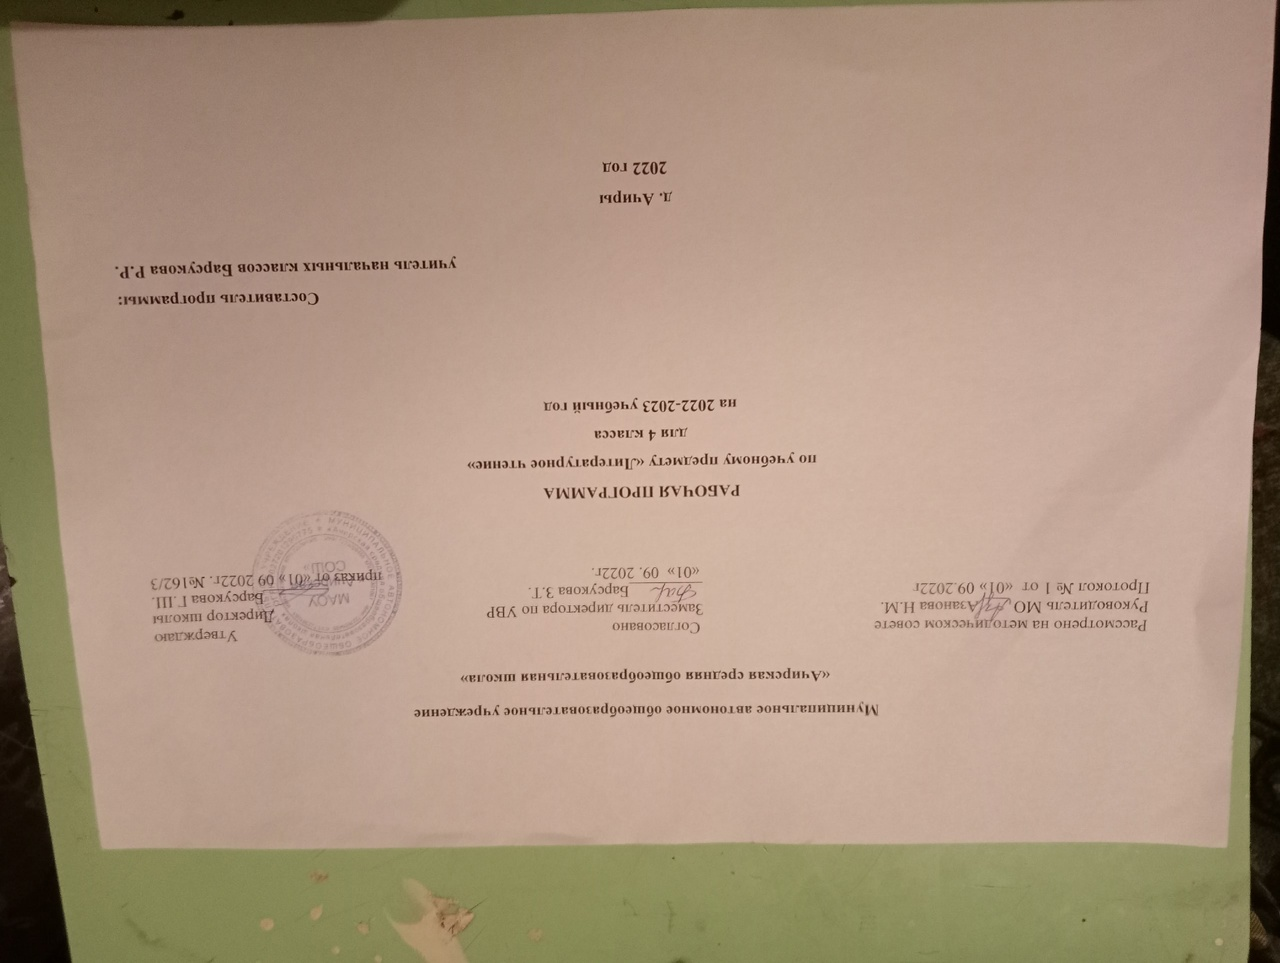 Муниципальное автономное общеобразовательное учреждение
«Ачирская средняя общеобразовательная школа»
Рассмотрено на методическом совете
Руководитель МО Азанова Н.М.
Протокол № 1 от «01» 09.2022г
Согласовано
Заместитель директора по УВР
Барсукова З.Т.
«01» 09. 2022г.
Утверждаю
Директор школы
Барсукова Г.Ш.
приказ от «01» 09 2022г. №162/3
МАОУ
СОШ»
РАБОЧАЯ ПРОГРАММА
по учебному предмету «Литературное чтение»
для 4 класса
на 2022-2023 учебный год
Составитель программы:
учитель начальных классов Барсукова Р.Р.
д. Ачиры
2022 год